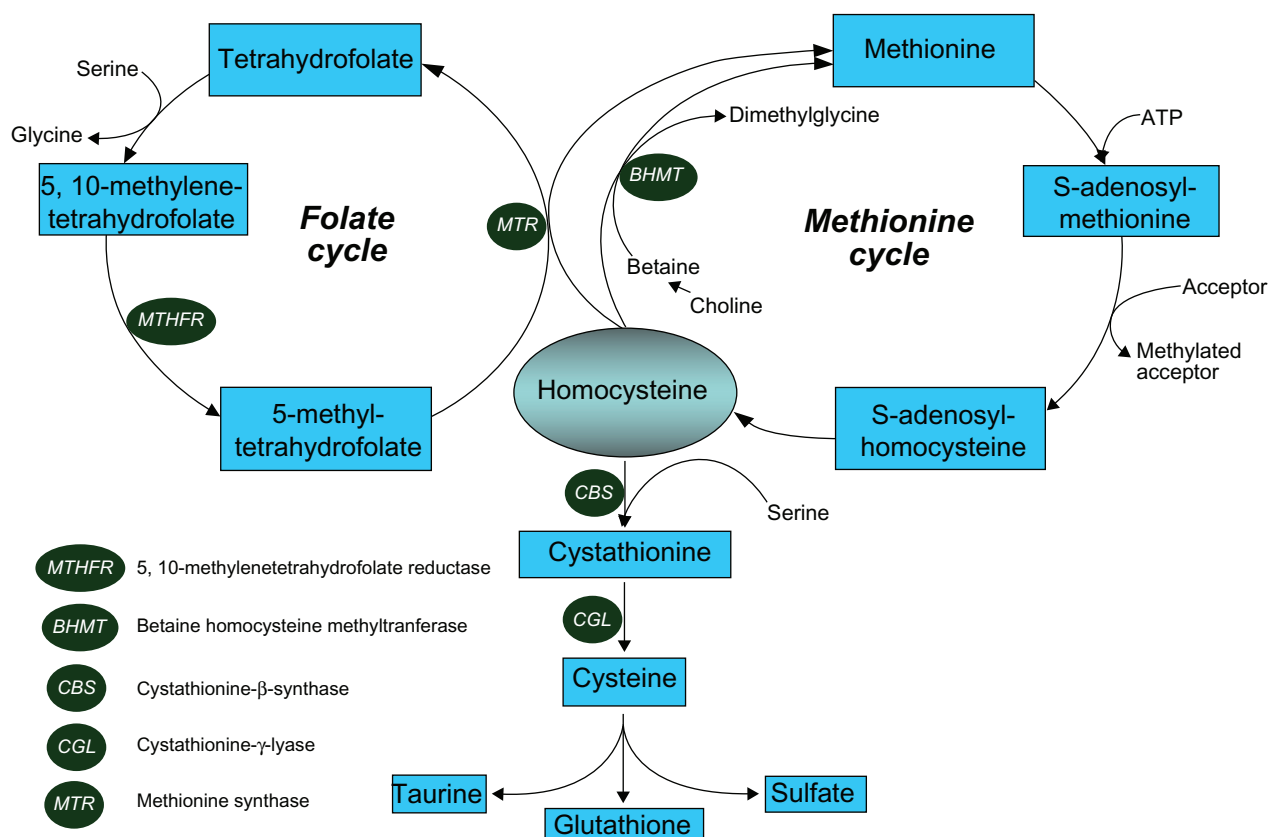 Tetrahydrofolate
Serine
Glycine
5, 10-methylene-
tetrahydrofolate
Folate
cycle
MTR
MTHFR
5-methyl-
tetrahydrofolate
Methionine
Dimethylglycine
BHMT
Betaine
Choline
Methionine
cycle
ATP
S-adenosyl-
methionine
Acceptor
Methylated
acceptor
S-adenosyl-
homocysteine
Homocysteine
CBS
Serine
Cystathionine
CGL
Cysteine
Taurine
Glutathione
Sulfate
MTHFR 5, 10-methylenetetrahydrofolate reductase
BHMT Betaine homocysteine methyltranferase
CBS Cystathionine-β-synthase
CGL Cystathionine-γ-lyase
MTR Methionine synthase